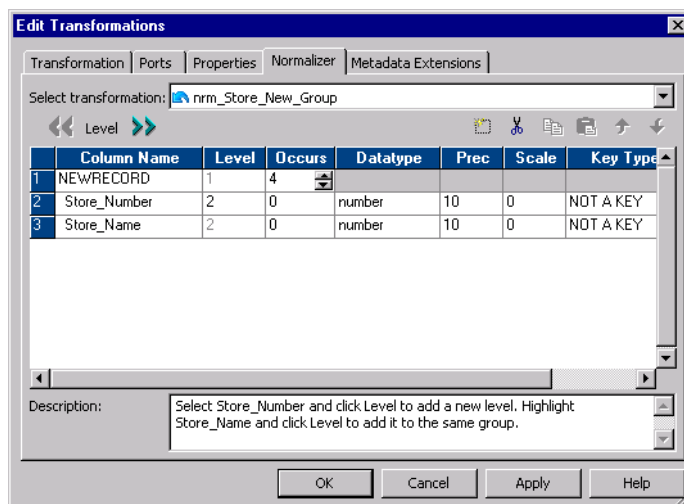 Edit Transformations
Transformation Ports Properties Normalizer Metadata Extensions
Select transformation: nrm_Store_New_Group
Level
Column Name Level Occurs Datatype Prec Scale Key Type
1 NEWRECORD 1 4
2 Store_Number 2 0 number 10 0 NOT A KEY
3 Store_Name 2 0 number 10 0 NOT A KEY
Description: Select Store_Number and click Level to add a new level. Highlight
Store_Name and click Level to add it to the same group.
OK Cancel Apply Help